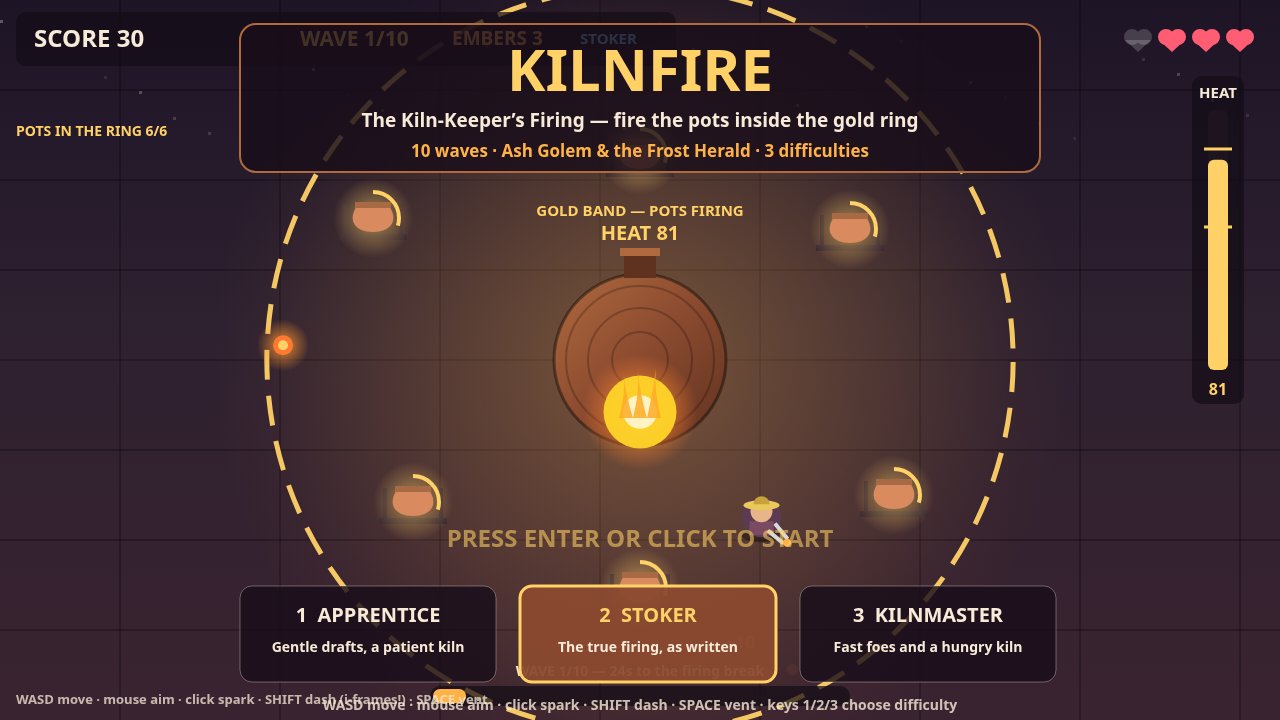 SCORE 30
WAVE 1/10
EMBERS 3
STOKER
KILNFIRE
The Kiln-Keeper’s Firing — fire the pots inside the gold ring
10 waves · Ash Golem & the Frost Herald · 3 difficulties
HEAT
POTS IN THE RING 6/6
GOLD BAND — POTS FIRING
HEAT 81
81
PRESS ENTER OR CLICK TO START
1 APPRENTICE
Gentle drafts, a patient kiln
2 STOKER
The true firing, as written
3 KILNMASTER
Fast foes and a hungry kiln
WAVE 1/10 — 24s to the firing break
WASD move · mouse aim · click spark · SHIFT dash (i-frames!) · SPACE vent
WASD move · mouse aim · click spark · SHIFT dash · SPACE vent · keys 1/2/3 choose difficulty